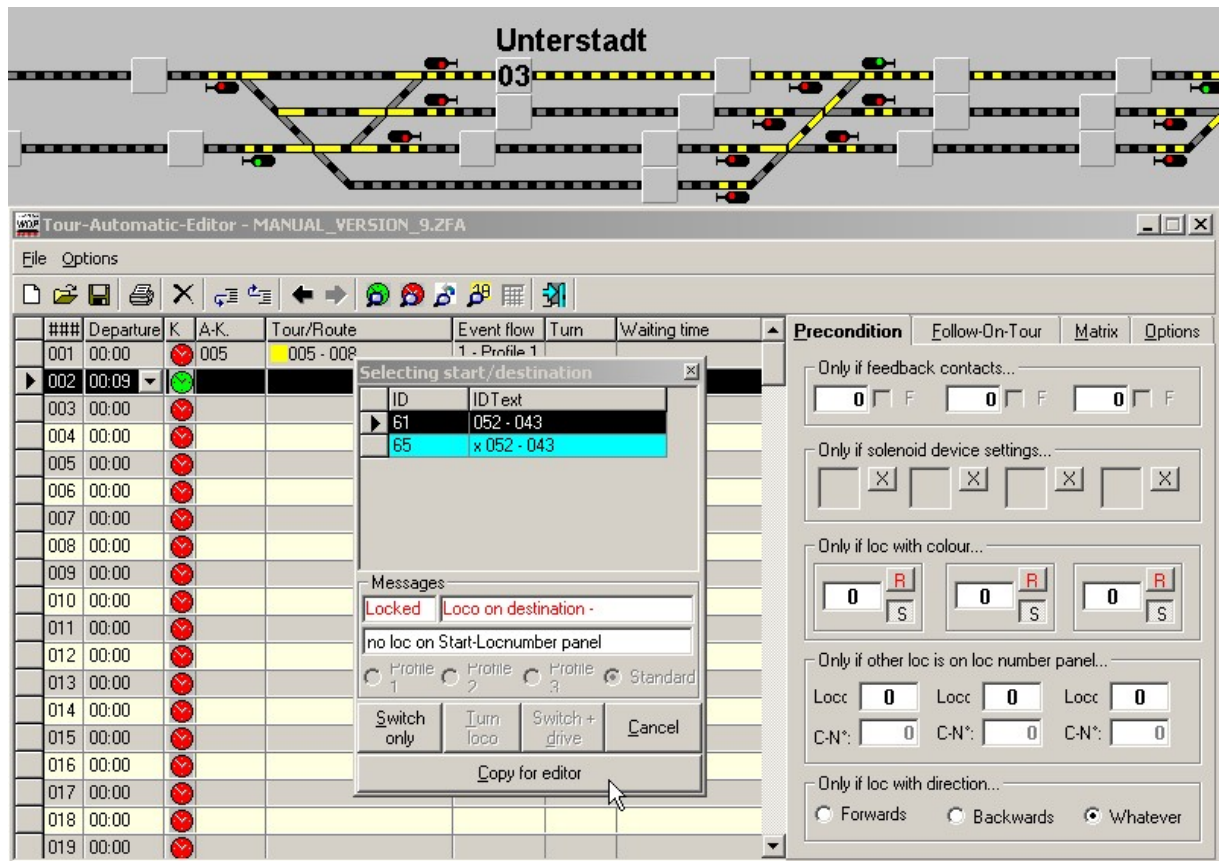 Unterstadt
03
Tour-Automatic-Editor - MANUAL_VERSION_9.ZFA
File Options
### Departure K A-K. Tour/Route Event flow Turn Waiting time
001 00:00 005 005 - 008 1 - Profile 1
002 00:09
003 00:00
004 00:00
005 00:00
006 00:00
007 00:00
008 00:00
009 00:00
010 00:00
011 00:00
012 00:00
013 00:00
014 00:00
015 00:00
016 00:00
017 00:00
018 00:00
019 00:00
Selecting start/destination
ID IDText
61 052 - 043
65 x 052 - 043
Messages
Locked Loco on destination -
no loc on Start-Locnumber panel
Profile 1 Profile 2 Profile 3 Standard
Switch only Turn loco Switch + drive Cancel
Copy for editor
Precondition Follow-On-Tour Matrix Options
Only if feedback contacts...
0 F 0 F 0 F
Only if solenoid device settings...
X X X X
Only if loc with colour...
0 R S 0 R S 0 R S
Only if other loc is on loc number panel...
Locc 0 Locc 0 Locc 0
C-N°: 0 C-N°: 0 C-N°: 0
Only if loc with direction...
Forwards Backwards Whatever